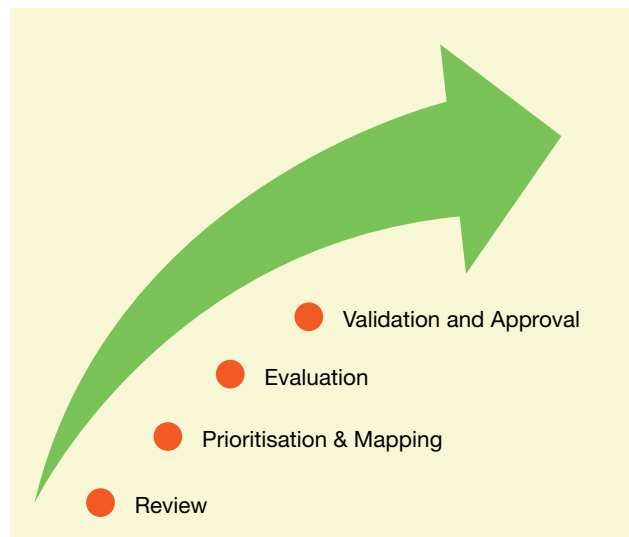 Validation and Approval
Evaluation
Prioritisation & Mapping
Review